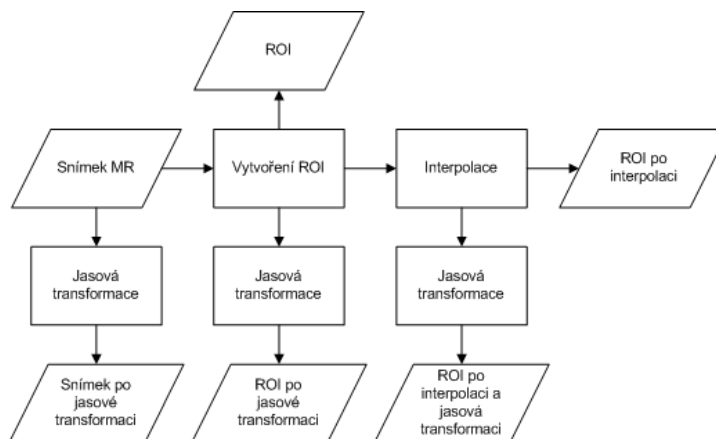 ROI
Snímek MR
Vytvoření ROI
Interpolace
ROI po
interpolaci
Jasová
transformace
Jasová
transformace
Jasová
transformace
Snímek po
jasové
transformaci
ROI po
jasové
transformaci
ROI po
interpolaci a
jasová
transformaci